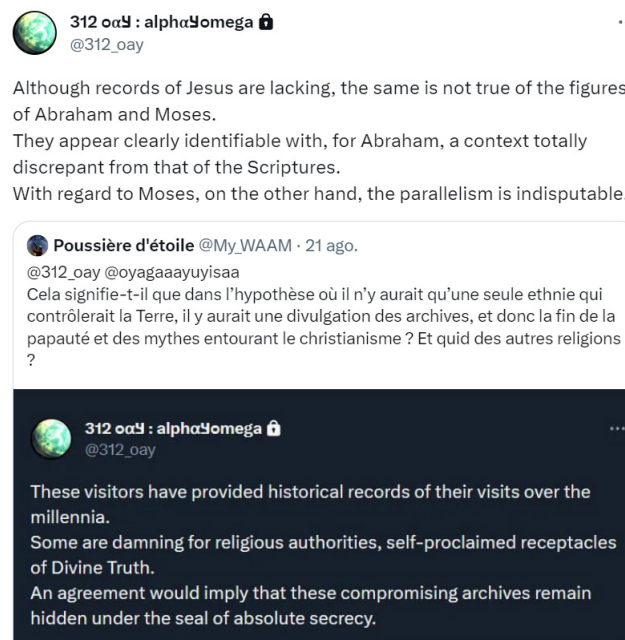 312 oαy : alphαyomega
@312_oay
Although records of Jesus are lacking, the same is not true of the figures
of Abraham and Moses.
They appear clearly identifiable with, for Abraham, a context totally
discrepant from that of the Scriptures.
With regard to Moses, on the other hand, the parallelism is indisputable.
Poussière d'étoile @My_WAAM · 21 ago.
@312_oay @oyagaaayuyisaa
Cela signifie-t-il que dans l’hypothèse où il n’y aurait qu’une seule ethnie qui
contrôlerait la Terre, il y aurait une divulgation des archives, et donc la fin de la
papauté et des mythes entourant le christianisme ? Et quid des autres religions
?
312 oαy : alphαyomega
@312_oay
These visitors have provided historical records of their visits over the
millennia.
Some are damning for religious authorities, self-proclaimed receptacles
of Divine Truth.
An agreement would imply that these compromising archives remain
hidden under the seal of absolute secrecy.